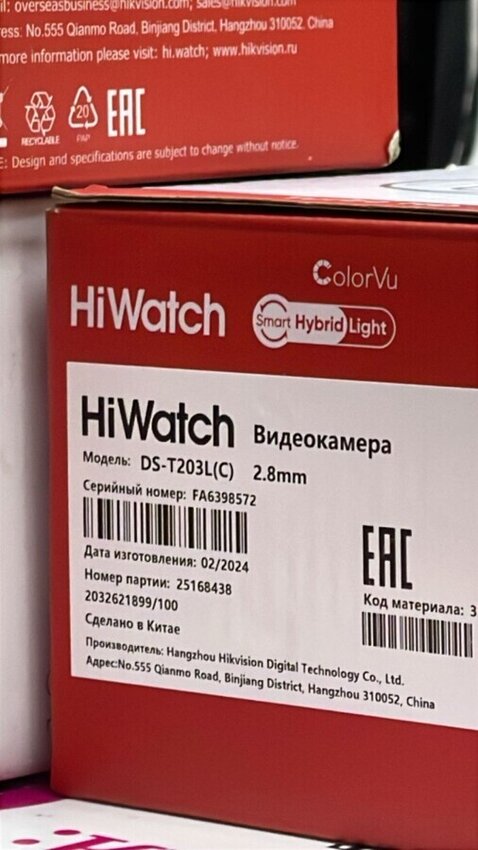 overseasbusiness@hikvision.com; sales@hikvision.com
No.555 Qianmo Road, Binjiang District, Hangzhou 310052, China
more information please visit: hi.watch; www.hikvision.ru
RECYCLABLE
20
PAP
EAC
E: Design and specifications are subject to change without notice.
ColorVu
HiWatch
Smart Hybrid Light
HiWatch Видеокамера
Модель: DS-T203L(C) 2.8mm
Серийный номер: FA6398572
Дата изготовления: 02/2024
Номер партии: 25168438
2032621899/100
Сделано в Китае
EAC
Код материала: 3
Производитель: Hangzhou Hikvision Digital Technology Co., Ltd.
Адрес:No.555 Qianmo Road, Binjiang District, Hangzhou 310052, China